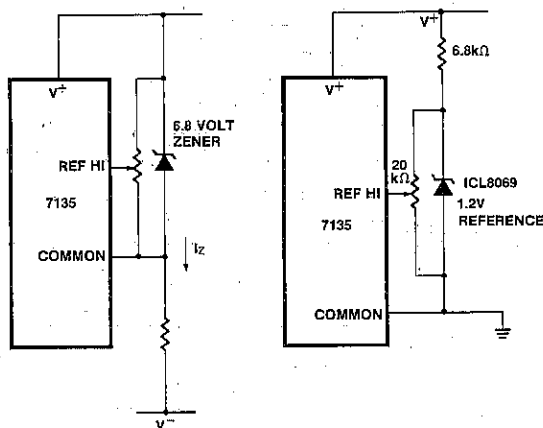 V+
6.8 VOLT
ZENER
REF HI
7135
COMMON
IZ
V−
V+
V+
6.8kΩ
20
kΩ
REF HI
ICL8069
1.2V
REFERENCE
7135
COMMON